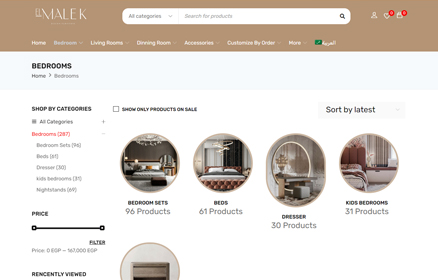 EL MALEK
All categories
Search for products
0
0
Home
Bedroom
Living Rooms
Dinning Room
Accessories
Customize By Order
More
العربية
BEDROOMS
Home > Bedrooms
SHOP BY CATEGORIES
All Categories +
Bedrooms (287) −
Bedroom Sets (96)
Beds (61)
Dresser (30)
kids bedrooms (31)
Nightstands (69)
PRICE
FILTER
Price: 0 EGP — 167.000 EGP
RECENTLY VIEWED
SHOW ONLY PRODUCTS ON SALE
Sort by latest
BEDROOM SETS
96 Products
BEDS
61 Products
DRESSER
30 Products
KIDS BEDROOMS
31 Products